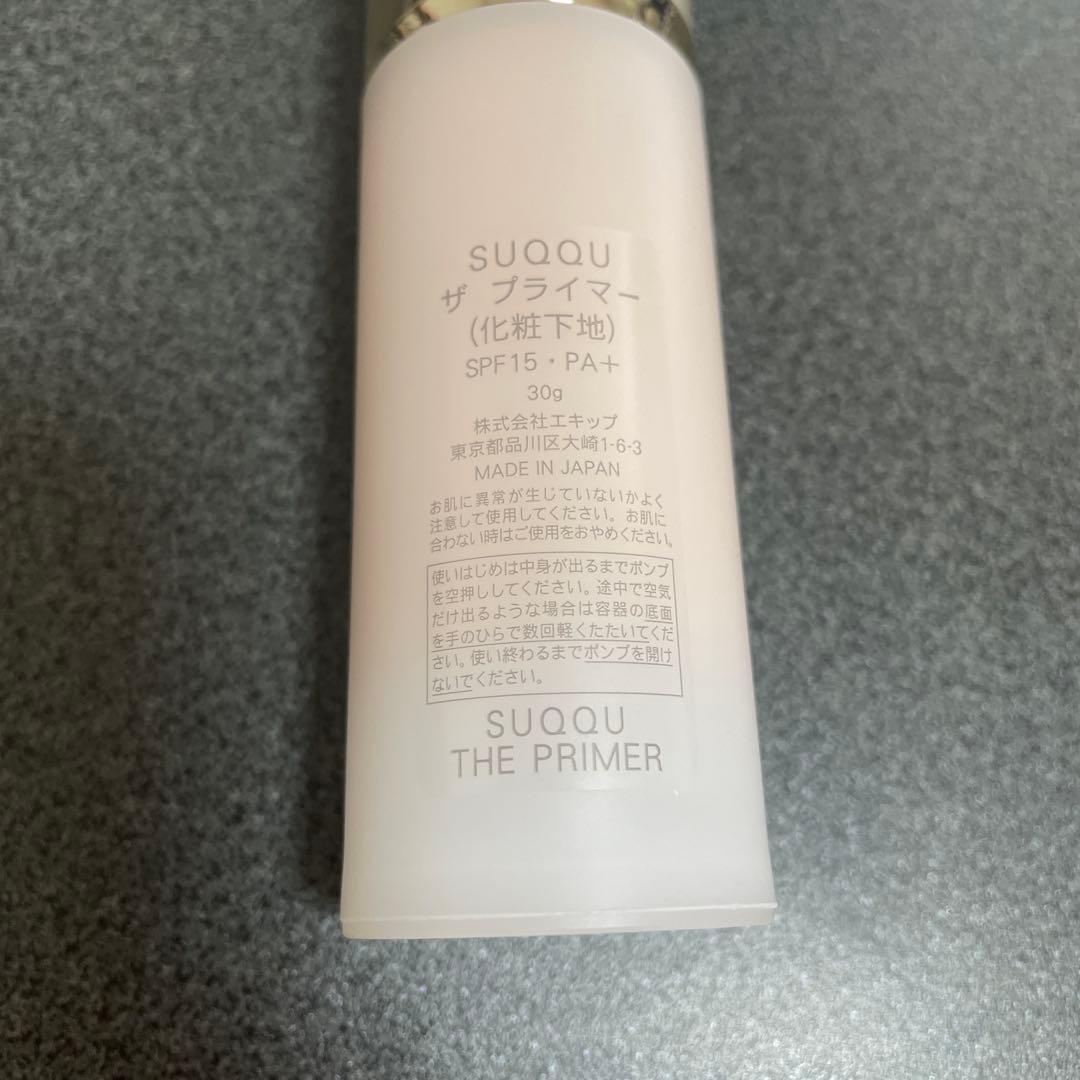 SUQQU
ザ プライマー
(化粧下地)
SPF15・PA+
30g
株式会社エキップ
東京都品川区大崎1-6-3
MADE IN JAPAN
お肌に異常が生じていないかよく
注意して使用してください。お肌に
合わない時はご使用をおやめください。
使いはじめは中身が出るまでポンプ
を空押ししてください。途中で空気
だけ出るような場合は容器の底面
を手のひらで数回軽くたたいてくだ
さい。使い終わるまでポンプを開け
ないでください。
SUQQU
THE PRIMER